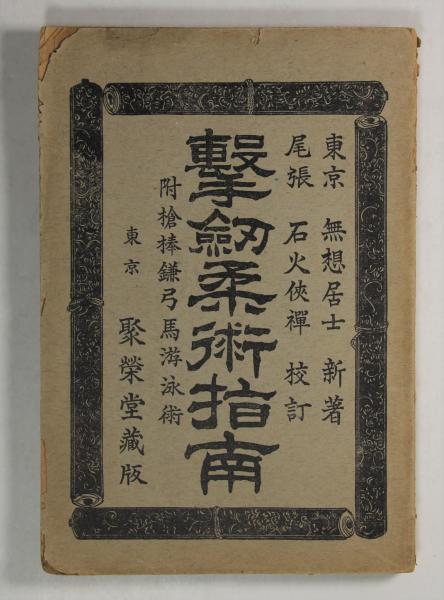 東京 無想居士 新著
尾張 石火俠禪 校訂
擊劔柔術指南
附槍棒鎌弓馬游泳術
東京 聚榮堂藏版